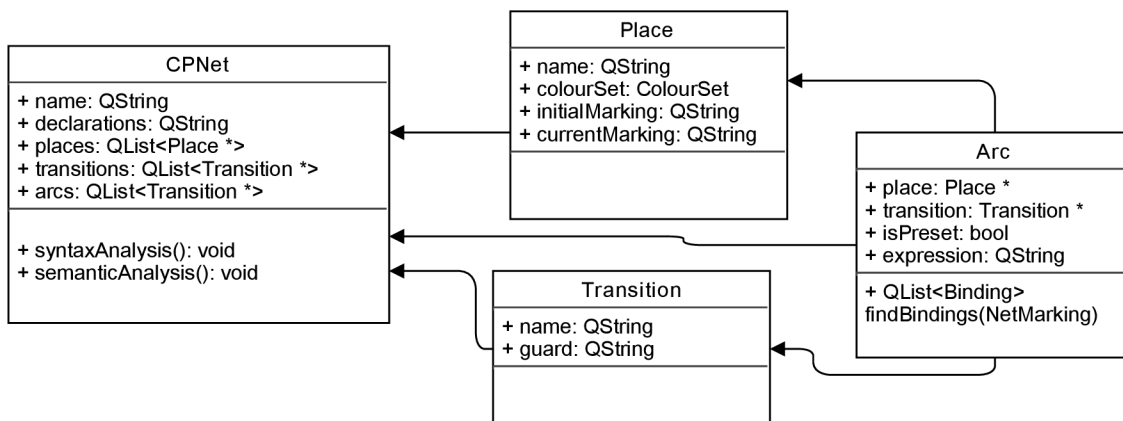 CPNet
+ name: QString
+ declarations: QString
+ places: QList<Place *>
+ transitions: QList<Transition *>
+ arcs: QList<Transition *>
+ syntaxAnalysis(): void
+ semanticAnalysis(): void
Place
+ name: QString
+ colourSet: ColourSet
+ initialMarking: QString
+ currentMarking: QString
Transition
+ name: QString
+ guard: QString
Arc
+ place: Place *
+ transition: Transition *
+ isPreset: bool
+ expression: QString
+ QList<Binding>
findBindings(NetMarking)